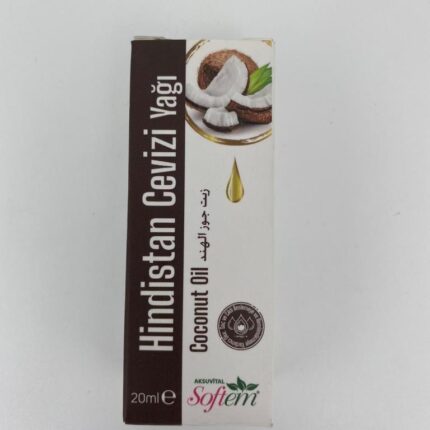 Hindistan Cevizi Yağı
Coconut Oil زيت جوز الهند
20ml e
AKSUVİTAL
Softem